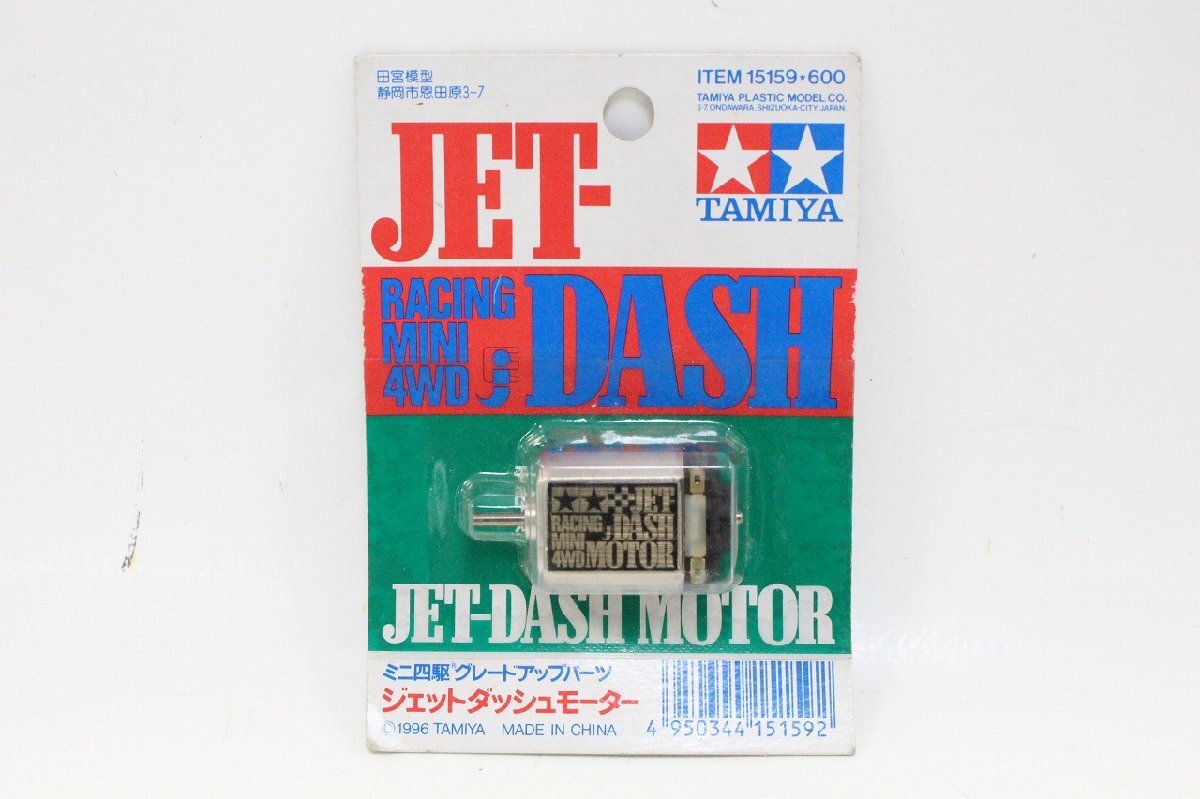 田宮模型
静岡市恩田原3-7
ITEM 15159★600
TAMIYA PLASTIC MODEL CO.
3-7, ONDAWARA, SHIZUOKA-CITY, JAPAN.
TAMIYA
JET-
RACING
MINI
4WD
DASH
JET-
RACING
DASH
MINI
4WD
MOTOR
JET-DASH MOTOR
ミニ四駆®グレードアップパーツ
ジェットダッシュモーター
©1996 TAMIYA MADE IN CHINA
4 950344 151592